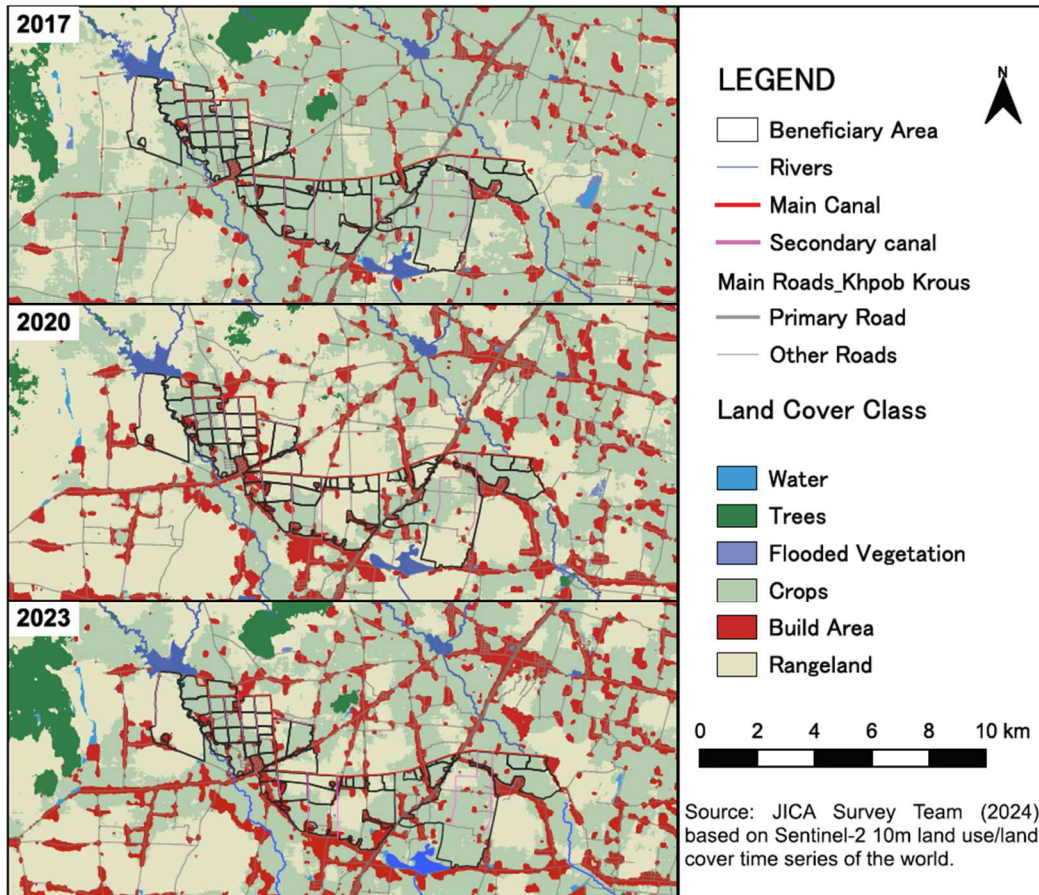 2017
2020
2023
LEGEND
N
Beneficiary Area
Rivers
Main Canal
Secondary canal
Main Roads_Khpob Krous
Primary Road
Other Roads
Land Cover Class
Water
Trees
Flooded Vegetation
Crops
Build Area
Rangeland
0 2 4 6 8 10 km
Source: JICA Survey Team (2024)
based on Sentinel-2 10m land use/land
cover time series of the world.